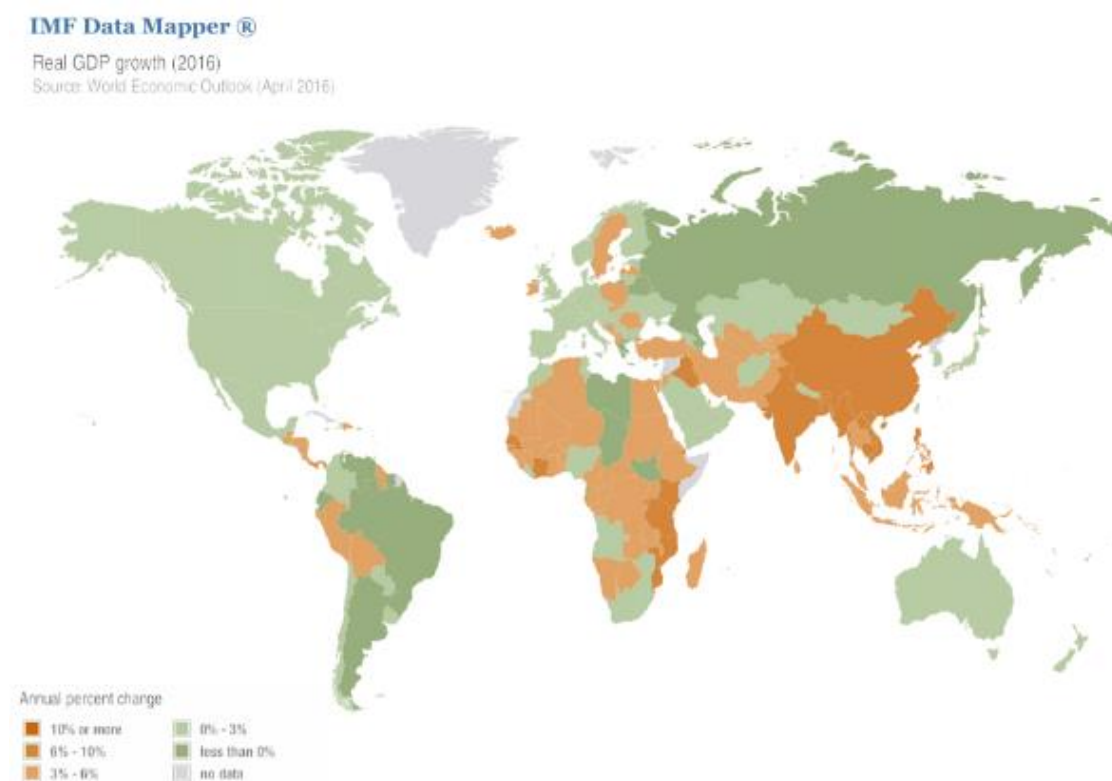 IMF Data Mapper ®
Real GDP growth (2016)
Source: World Economic Outlook (April 2016)
Annual percent change
10% or more
6% - 10%
3% - 6%
0% - 3%
less than 0%
no data